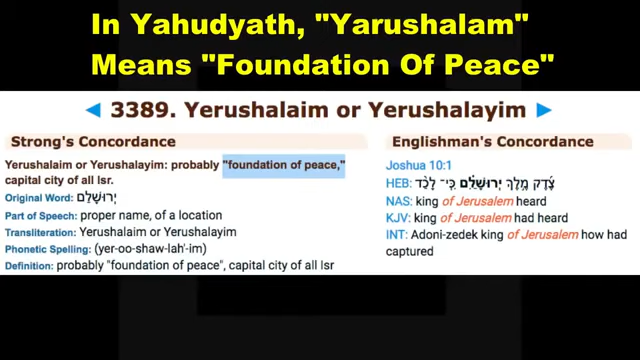 In Yahudyath, "Yarushalam"
Means "Foundation Of Peace"
◄ 3389. Yerushalaim or Yerushalayim ►
Strong's Concordance
Yerushalaim or Yerushalayim: probably "foundation of peace,"
capital city of all Isr.
Original Word: יְרוּשָׁלִַם
Part of Speech: proper name, of a location
Transliteration: Yerushalaim or Yerushalayim
Phonetic Spelling: (yer-oo-shaw-lah'-im)
Definition: probably "foundation of peace", capital city of all Isr
Englishman's Concordance
Joshua 10:1
HEB: צֶ֜דֶק מֶ֣לֶךְ יְרוּשָׁלִַ֗ם כִּֽי־ לָכַ֨ד
NAS: king of Jerusalem heard
KJV: king of Jerusalem had heard
INT: Adoni-zedek king of Jerusalem how had
captured